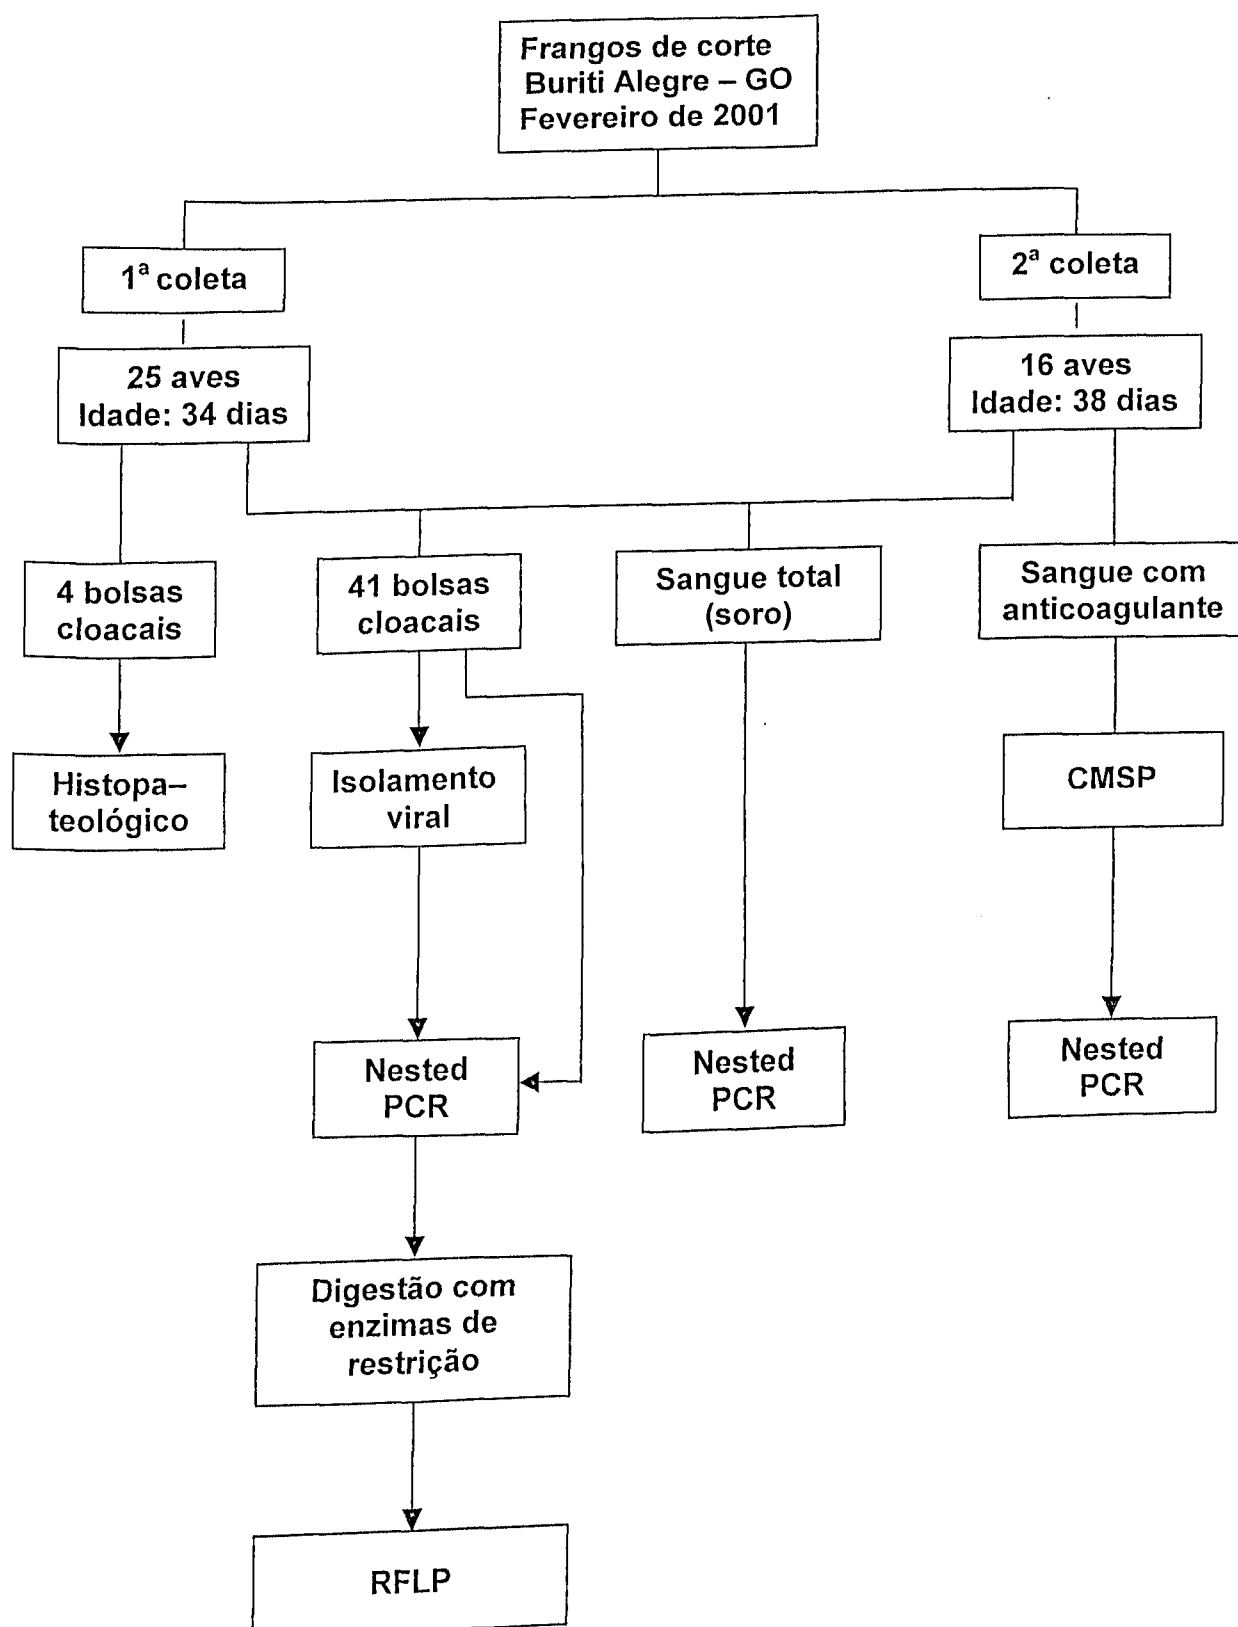 Frangos de corte
Buriti Alegre – GO
Fevereiro de 2001
1ª coleta
2ª coleta
25 aves
Idade: 34 dias
16 aves
Idade: 38 dias
4 bolsas
cloacais
41 bolsas
cloacais
Sangue total
(soro)
Sangue com
anticoagulante
Histopa–
teológico
Isolamento
viral
CMSP
Nested
PCR
Nested
PCR
Nested
PCR
Digestão com
enzimas de
restrição
RFLP